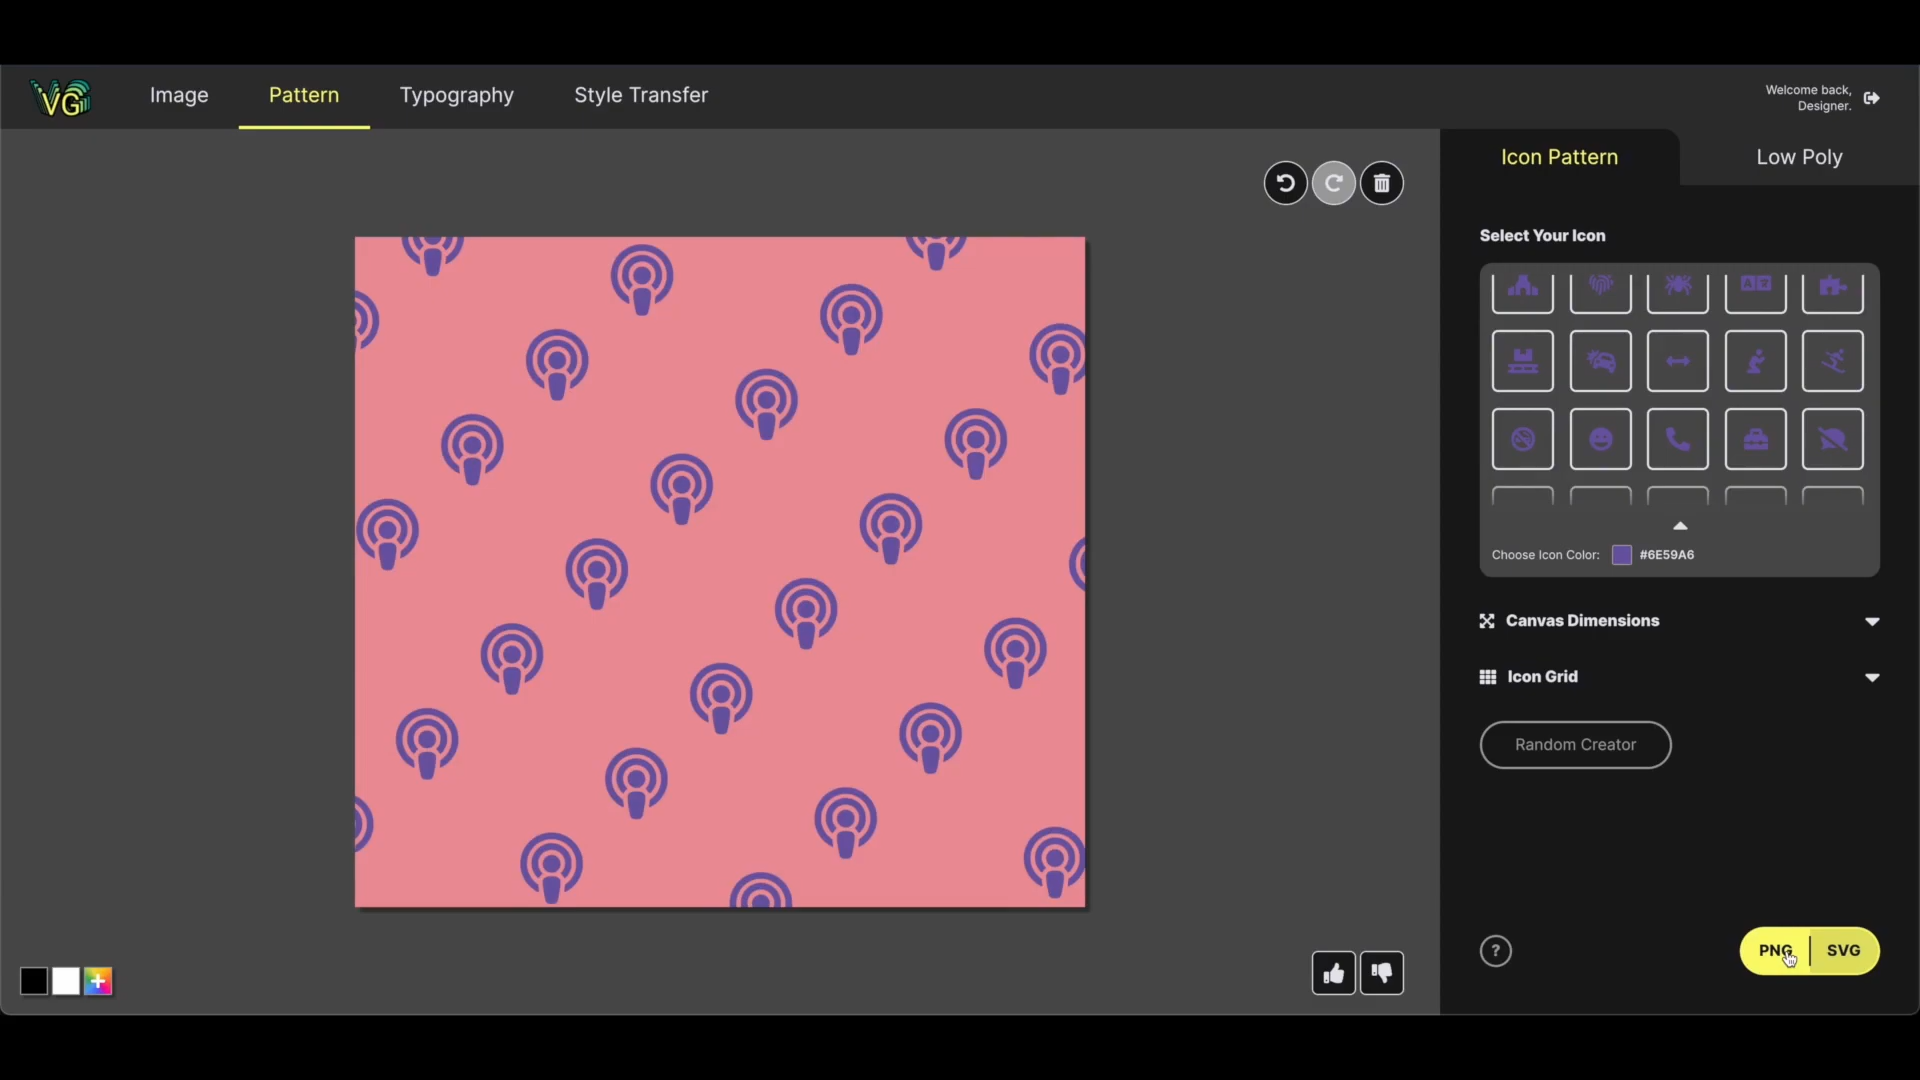 VG
Image
Pattern
Typography
Style Transfer
Welcome back,
Designer.
Icon Pattern
Low Poly
Select Your Icon
Choose Icon Color:
#6E59A6
Canvas Dimensions
Icon Grid
Random Creator
?
PNG
SVG